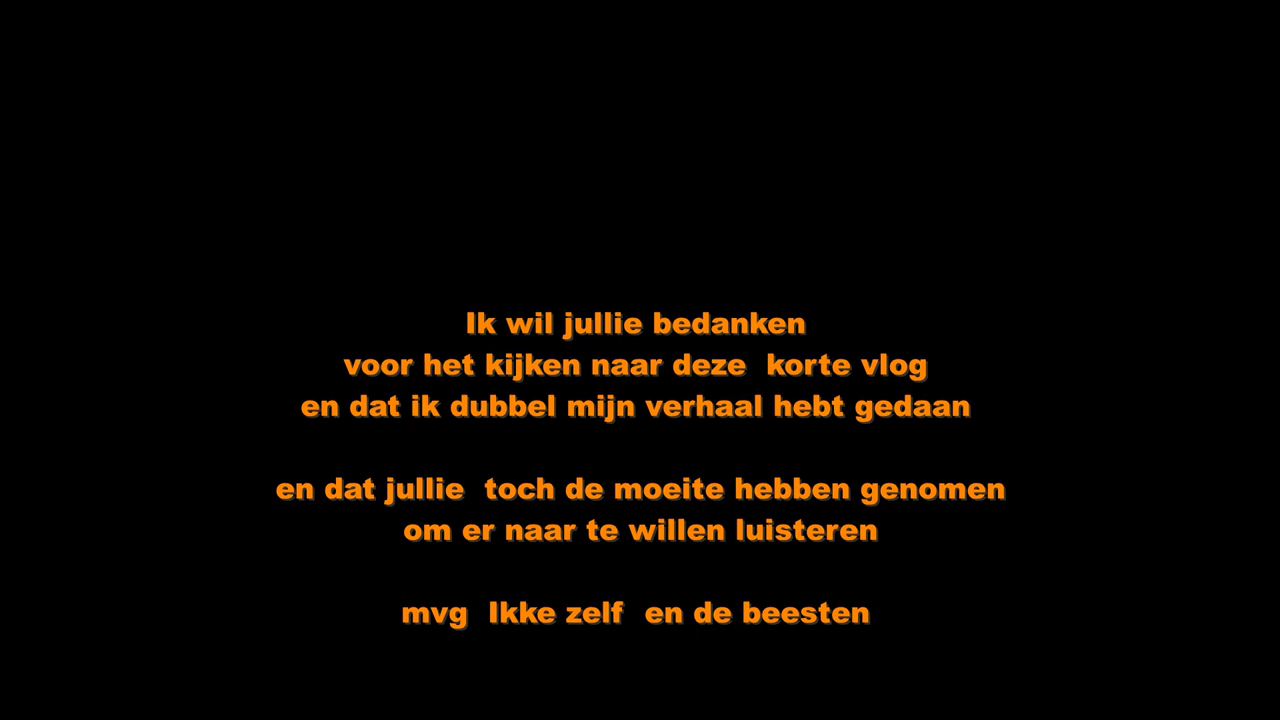 Ik wil jullie bedanken
voor het kijken naar deze  korte vlog
en dat ik dubbel mijn verhaal hebt gedaan
en dat jullie  toch de moeite hebben genomen
om er naar te willen luisteren
mvg  Ikke zelf  en de beesten